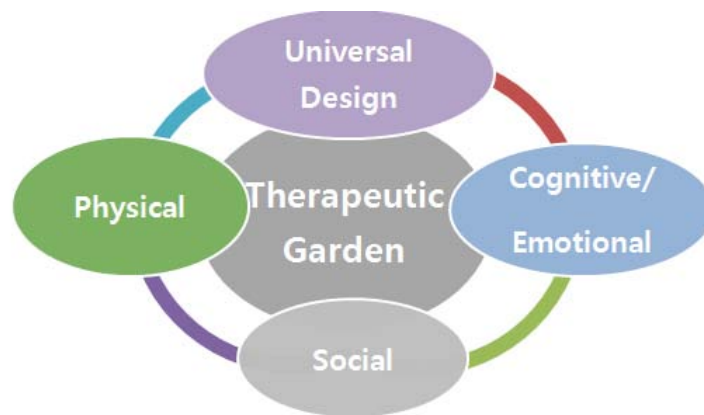 Universal
Design
Physical
Therapeutic
Garden
Cognitive/
Emotional
Social